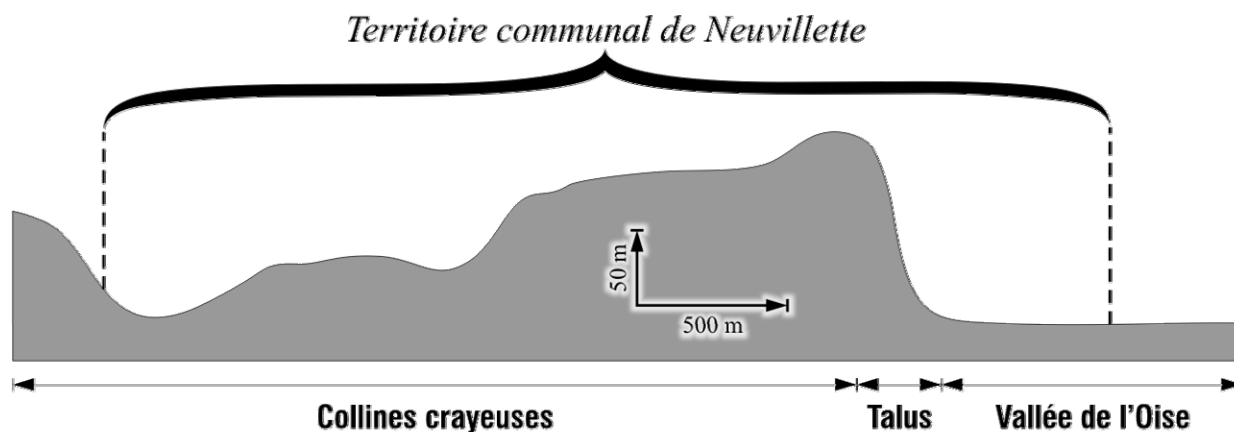 Territoire communal de Neuvillette
50 m
500 m
Collines crayeuses
Talus
Vallée de l'Oise